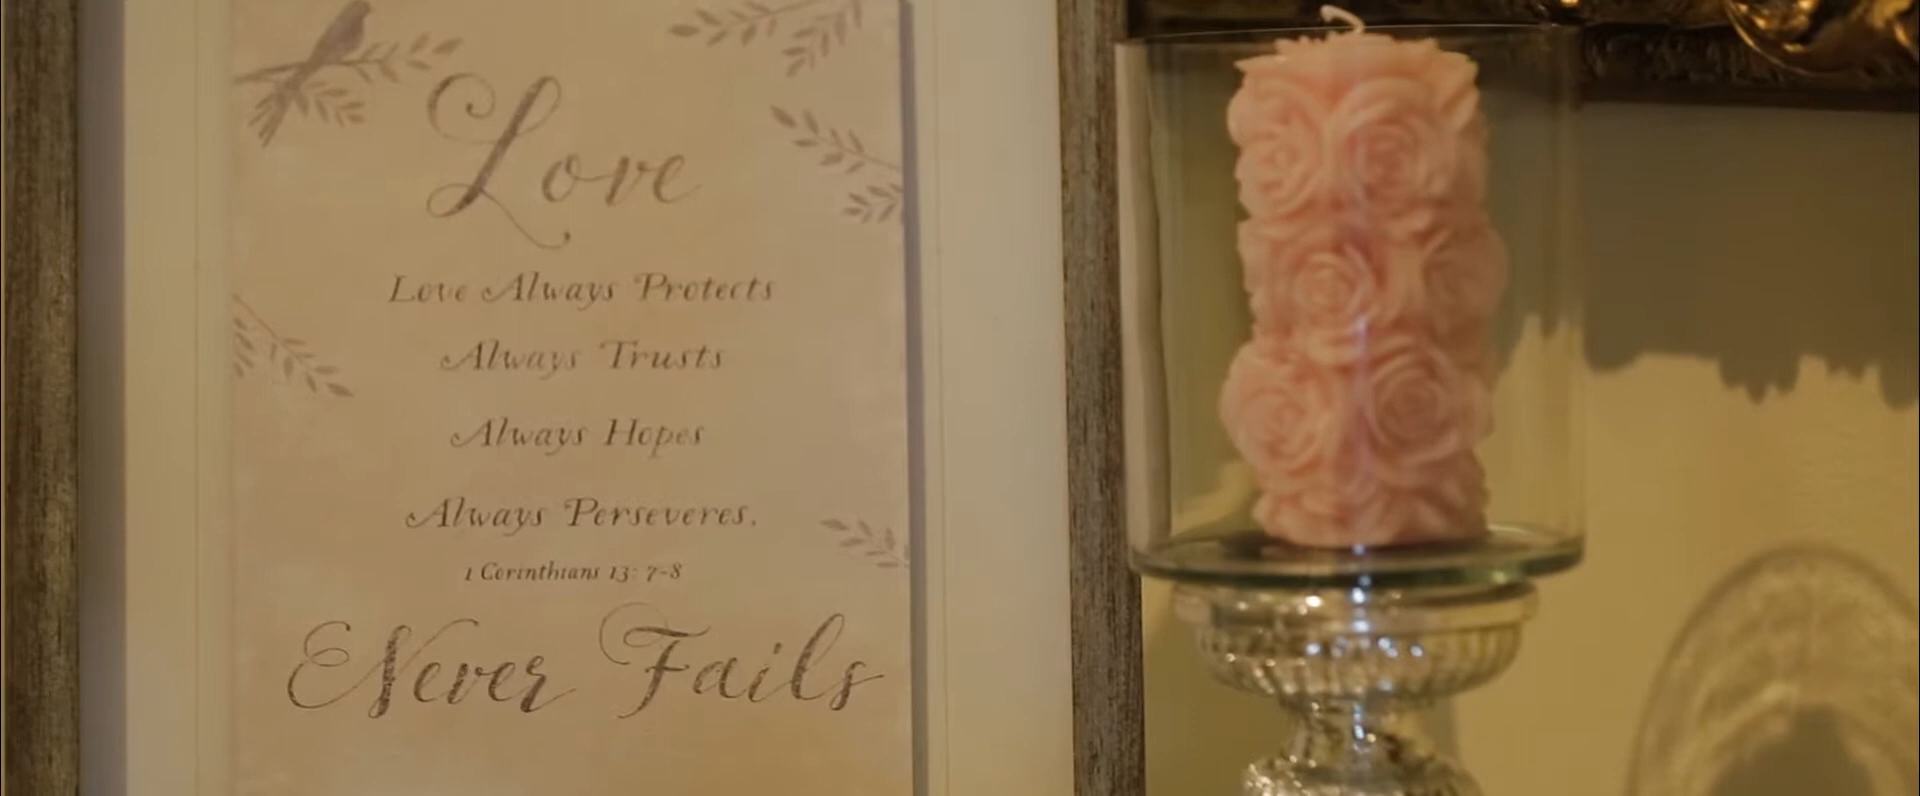 Love
Love Always Protects
Always Trusts
Always Hopes
Always Perseveres.
1 Corinthians 13: 7-8
Never Fails